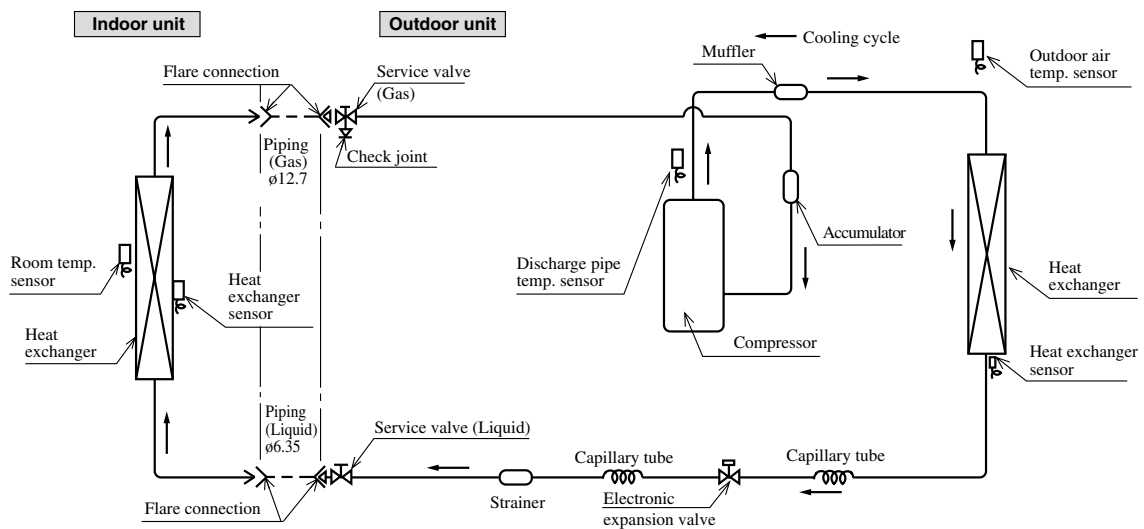 Indoor unit
Outdoor unit
Cooling cycle
Muffler
Outdoor air
temp. sensor
Flare connection
Service valve
(Gas)
Piping
(Gas)
ø12.7
Check joint
Accumulator
Room temp.
sensor
Heat
exchanger
sensor
Discharge pipe
temp. sensor
Heat
exchanger
Heat
exchanger
Compressor
Heat exchanger
sensor
Piping
(Liquid)
ø6.35
Service valve (Liquid)
Capillary tube
Capillary tube
Strainer
Electronic
expansion valve
Flare connection